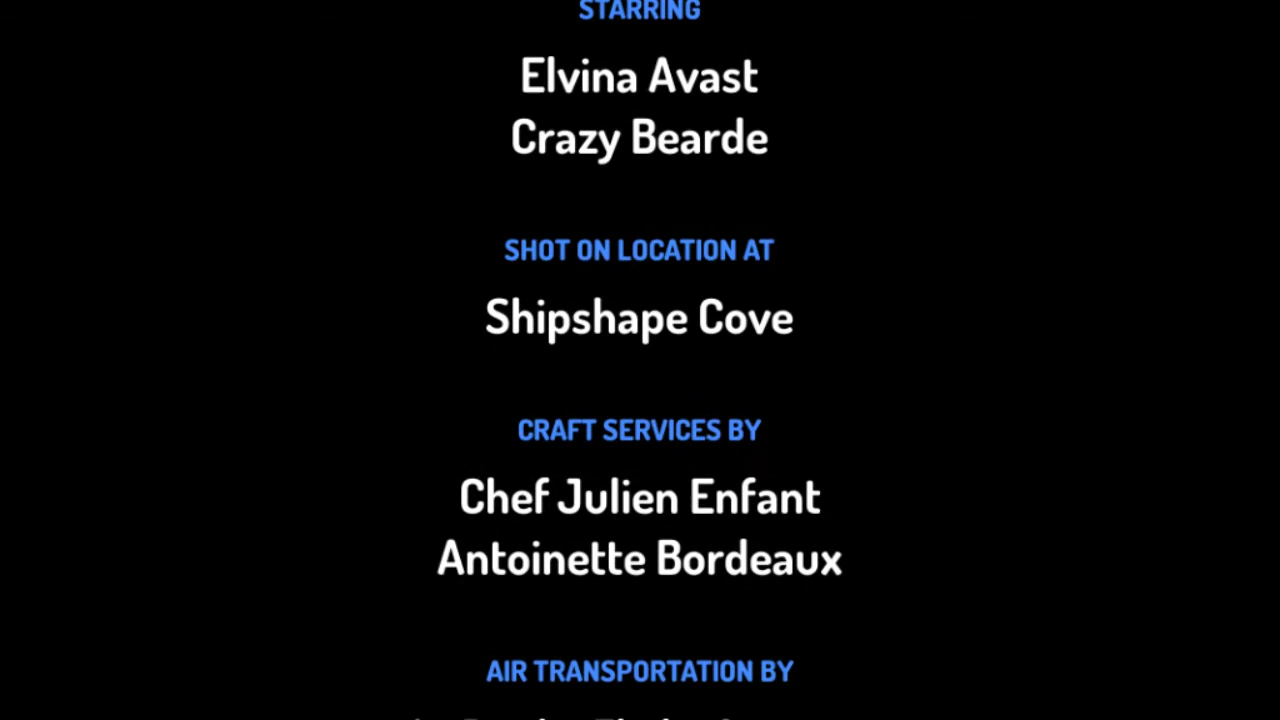 STARRING
Elvina Avast
Crazy Bearde
SHOT ON LOCATION AT
Shipshape Cove
CRAFT SERVICES BY
Chef Julien Enfant
Antoinette Bordeaux
AIR TRANSPORTATION BY